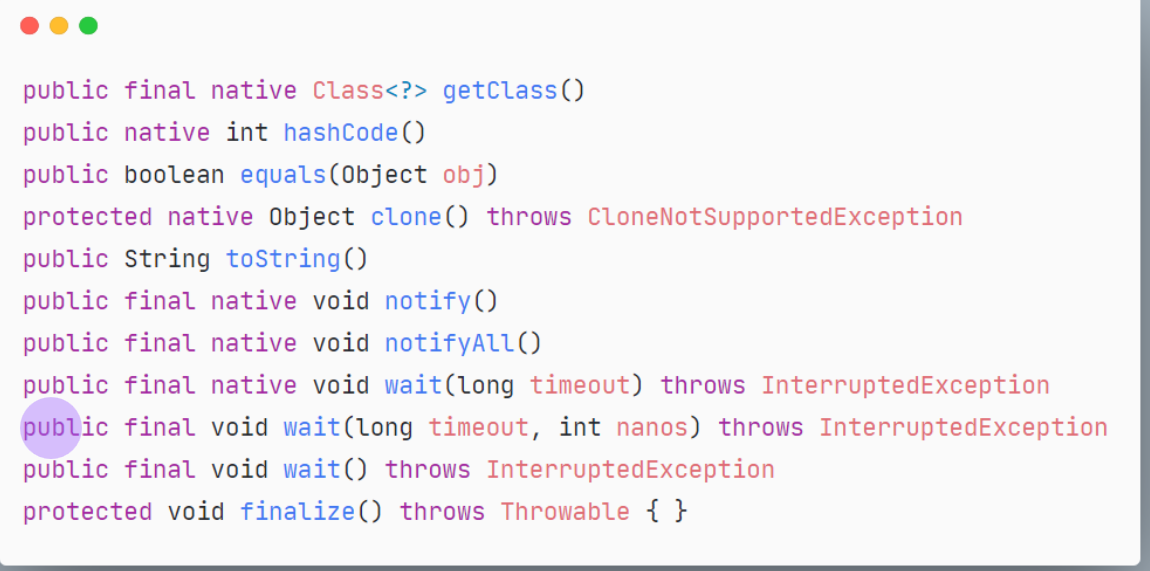 public final native Class<?> getClass()
public native int hashCode()
public boolean equals(Object obj)
protected native Object clone() throws CloneNotSupportedException
public String toString()
public final native void notify()
public final native void notifyAll()
public final native void wait(long timeout) throws InterruptedException
public final void wait(long timeout, int nanos) throws InterruptedException
public final void wait() throws InterruptedException
protected void finalize() throws Throwable { }